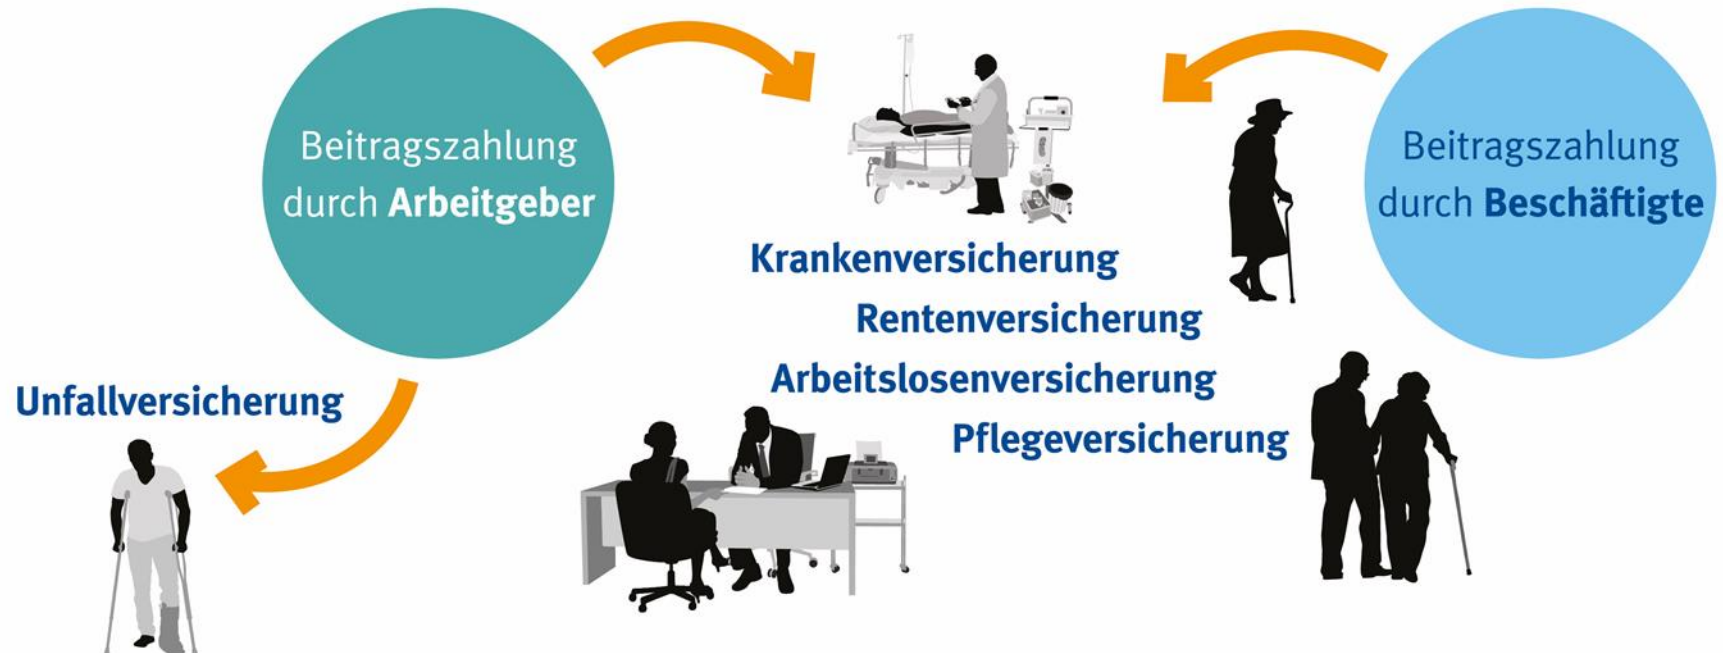 Beitragszahlung
durch Arbeitgeber
Beitragszahlung
durch Beschäftigte
Krankenversicherung
Rentenversicherung
Arbeitslosenversicherung
Pflegeversicherung
Unfallversicherung